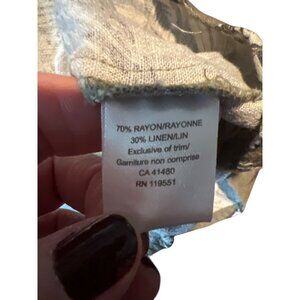 70% RAYON/RAYONNE
30% LINEN/LIN
Exclusive of trim/
Garniture non comprise
CA 41480
RN 119551